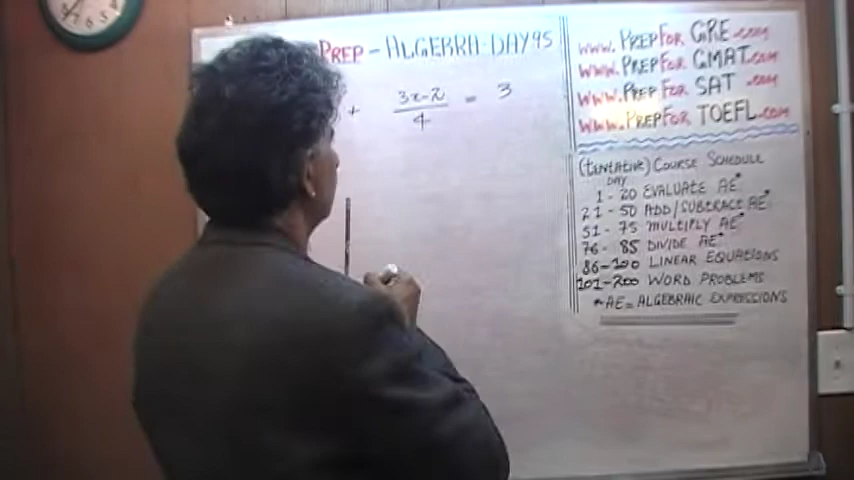 PREP - ALGEBRA-DAY95
+ 3x-2 = 3
4
www.PREPFOR GRE.com
www.PREPFOR GMAT.com
www.PREPFOR SAT.com
www.PREPFOR TOEFL.com
(TENTATIVE) COURSE SCHEDULE
DAY
1-20 EVALUATE AE*
21-50 ADD/SUBTRACT AE*
51-75 MULTIPLY AE*
76-85 DIVIDE AE*
86-100 LINEAR EQUATIONS
101-200 WORD PROBLEMS
*AE=ALGEBRAIC EXPRESSIONS